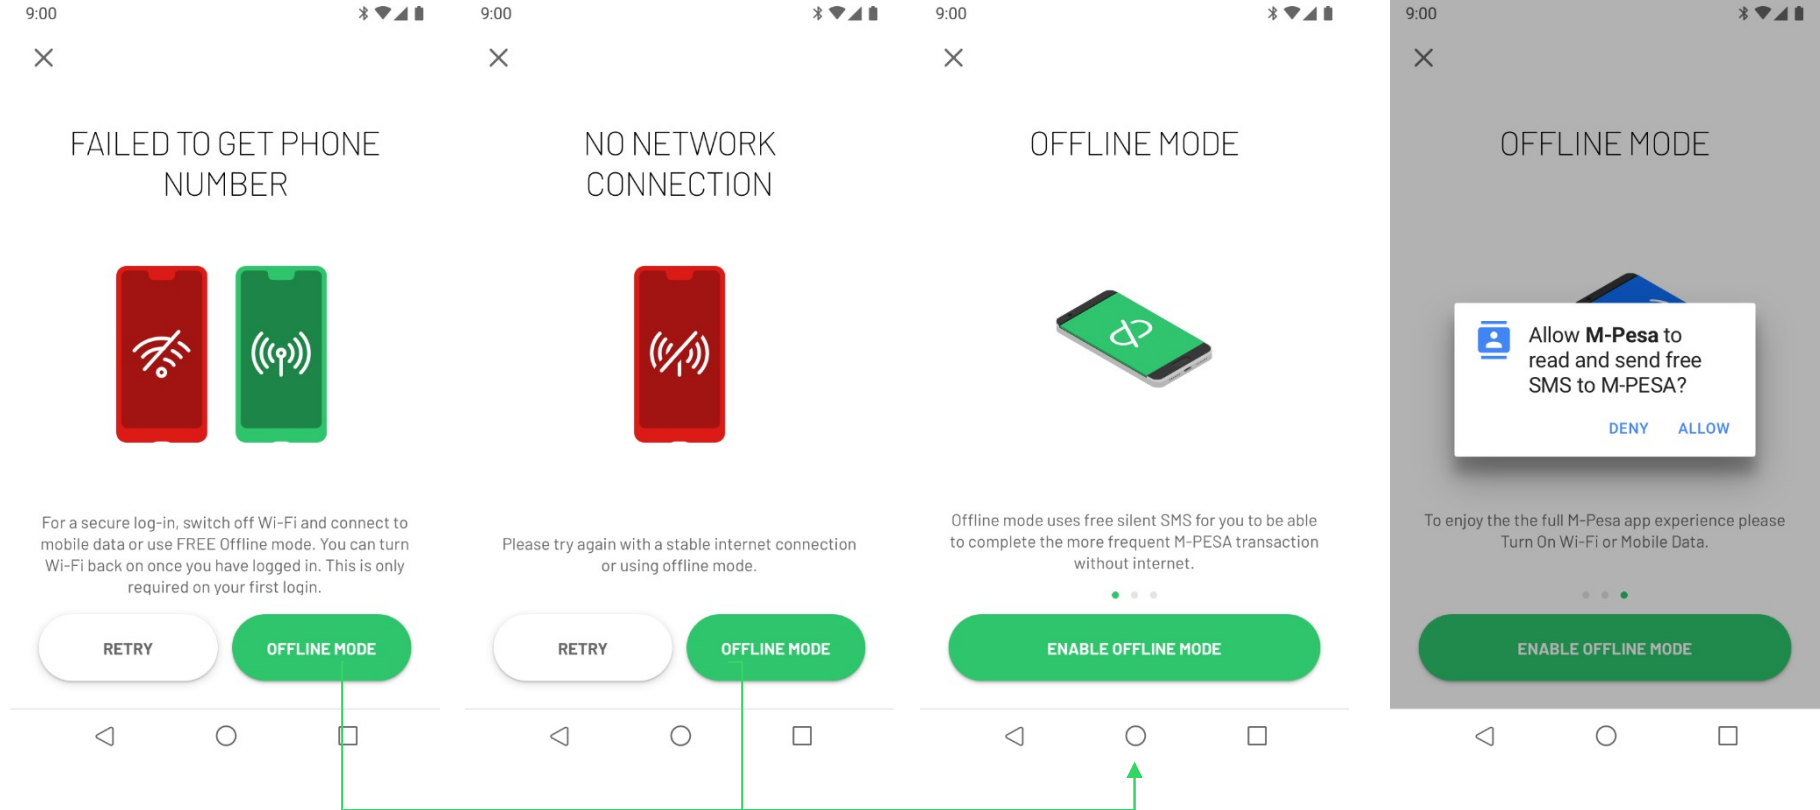 9:00
FAILED TO GET PHONE
NUMBER
For a secure log-in, switch off Wi-Fi and connect to
mobile data or use FREE Offline mode. You can turn
Wi-Fi back on once you have logged in. This is only
required on your first login.
RETRY
OFFLINE MODE
9:00
NO NETWORK
CONNECTION
Please try again with a stable internet connection
or using offline mode.
RETRY
OFFLINE MODE
9:00
OFFLINE MODE
Offline mode uses free silent SMS for you to be able
to complete the more frequent M-PESA transaction
without internet.
ENABLE OFFLINE MODE
9:00
OFFLINE MODE
Allow M-Pesa to
read and send free
SMS to M-PESA?
DENY
ALLOW
To enjoy the the full M-Pesa app experience please
Turn On Wi-Fi or Mobile Data.
ENABLE OFFLINE MODE